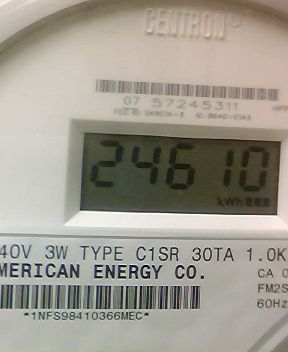 CENTRON®
07 57245311
24610
kWh
40V 3W TYPE C1SR 30TA 1.0K
MERICAN ENERGY CO.
CA 0
FM2S
60Hz
*1NFS98410366MEC*